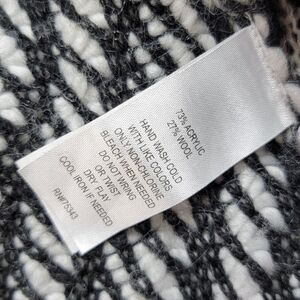 73% ACRYLIC
27% WOOL
HAND WASH COLD
WITH LIKE COLORS
ONLY NON-CHLORINE
BLEACH WHEN NEEDED
DO NOT WRING
OR TWIST
DRY FLAY
COOL IRON IF NEEDED
RN#75343